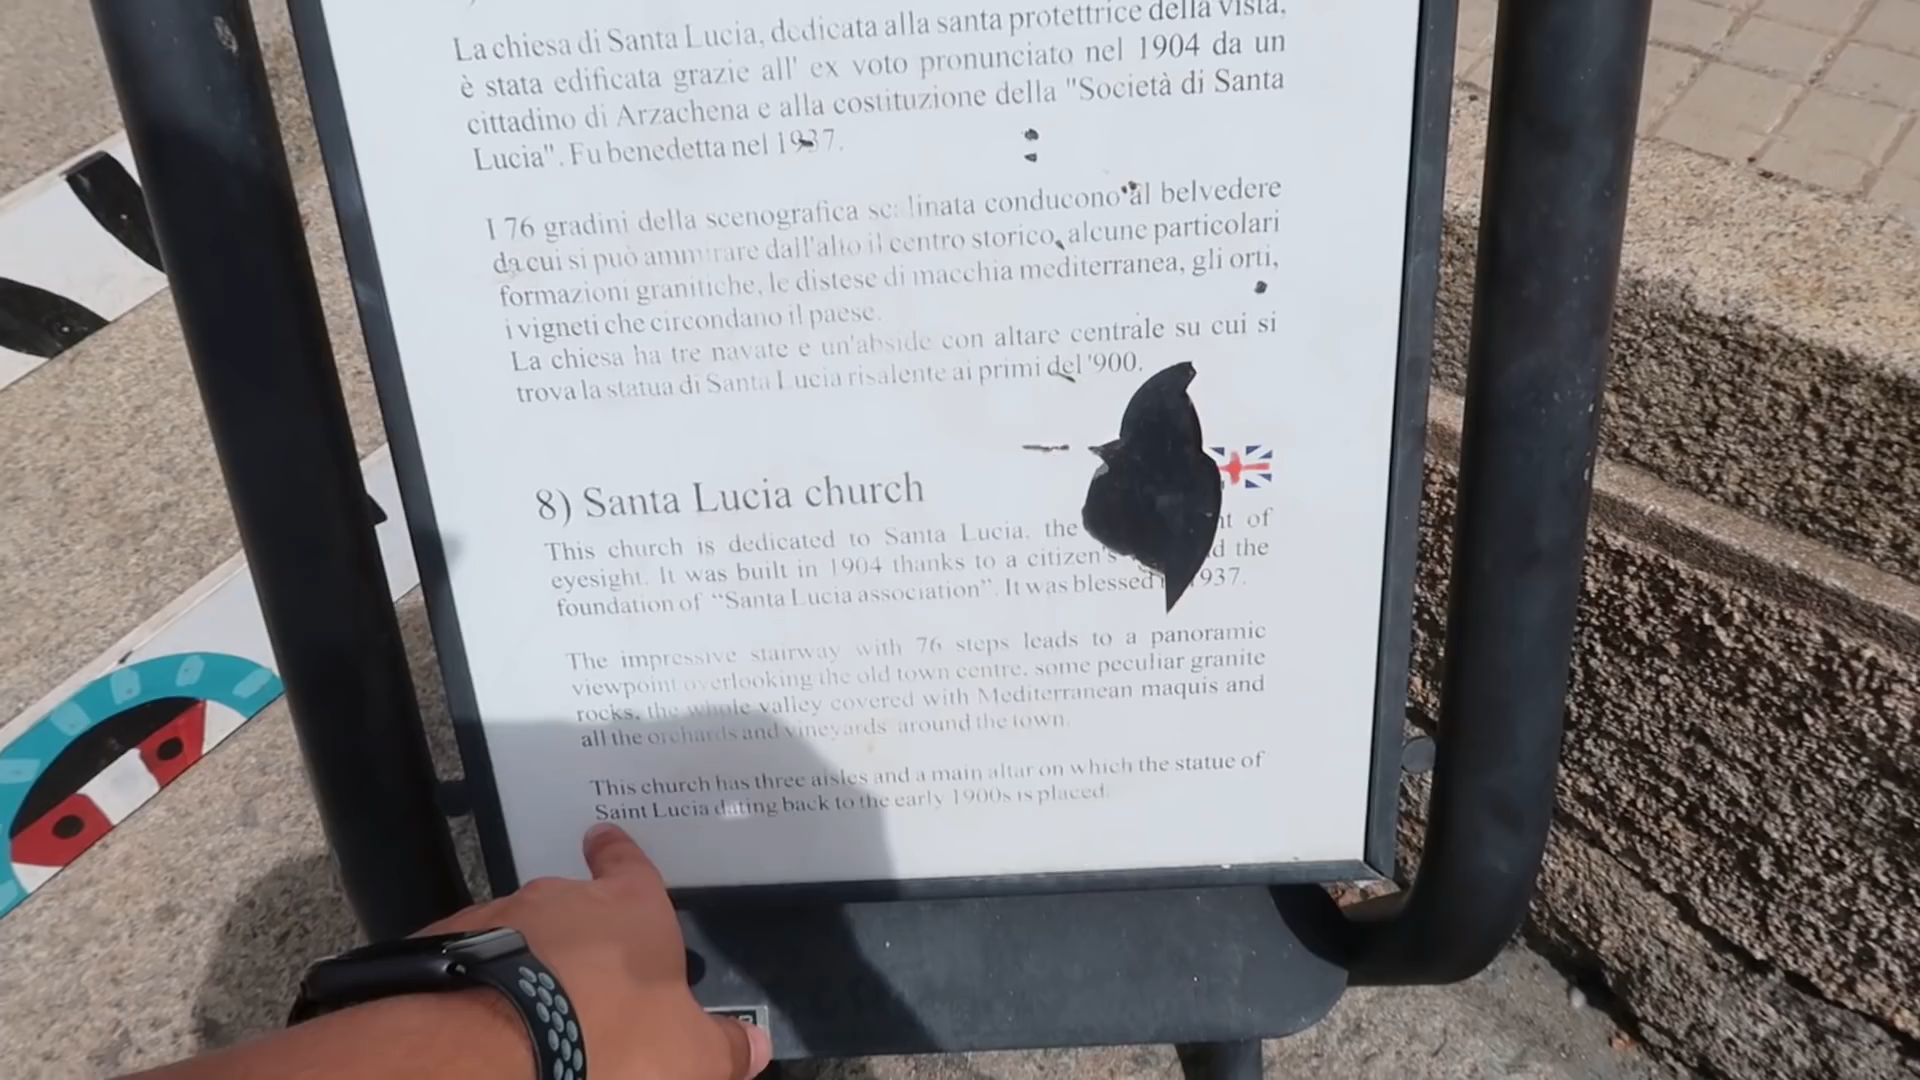 La chiesa di Santa Lucia, dedicata alla santa protettrice della vista,
è stata edificata grazie all' ex voto pronunciato nel 1904 da un
cittadino di Arzachena e alla costituzione della "Società di Santa
Lucia". Fu benedetta nel 1937.
I 76 gradini della scenografica sc linata conducono al belvedere
da cui si può ammirare dall'alto il centro storico, alcune particolari
formazioni granitiche, le distese di macchia mediterranea, gli orti,
i vigneti che circondano il paese.
La chiesa ha tre navate e un'abside con altare centrale su cui si
trova la statua di Santa Lucia risalente ai primi del '900.
8) Santa Lucia church
This church is dedicated to Santa Lucia, the of
eyesight. It was built in 1904 thanks to a citizen's the
foundation of “Santa Lucia association”. It was blessed 937.
The impressive stairway with 76 steps leads to a panoramic
viewpoint overlooking the old town centre, some peculiar granite
rocks, the whole valley covered with Mediterranean maquis and
all the orchards and vineyards around the town.
This church has three aisles and a main altar on which the statue of
Saint Lucia dating back to the early 1900s is placed.